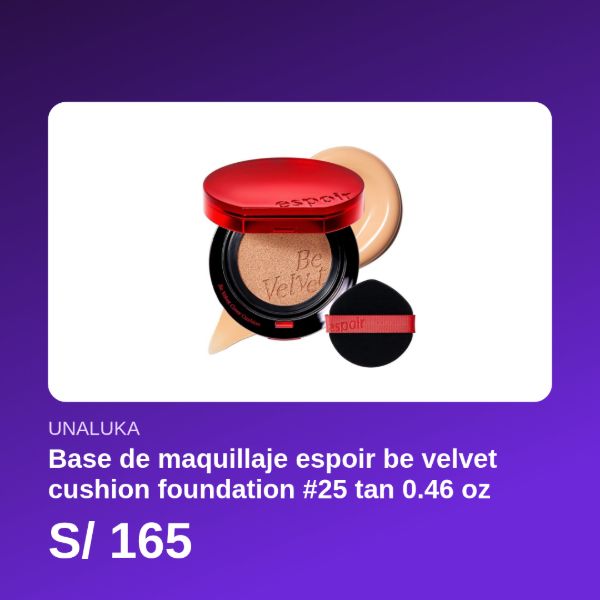 espoir
Be
Velvet
espoir
UNALUKA
Base de maquillaje espoir be velvet
cushion foundation #25 tan 0.46 oz
S/ 165